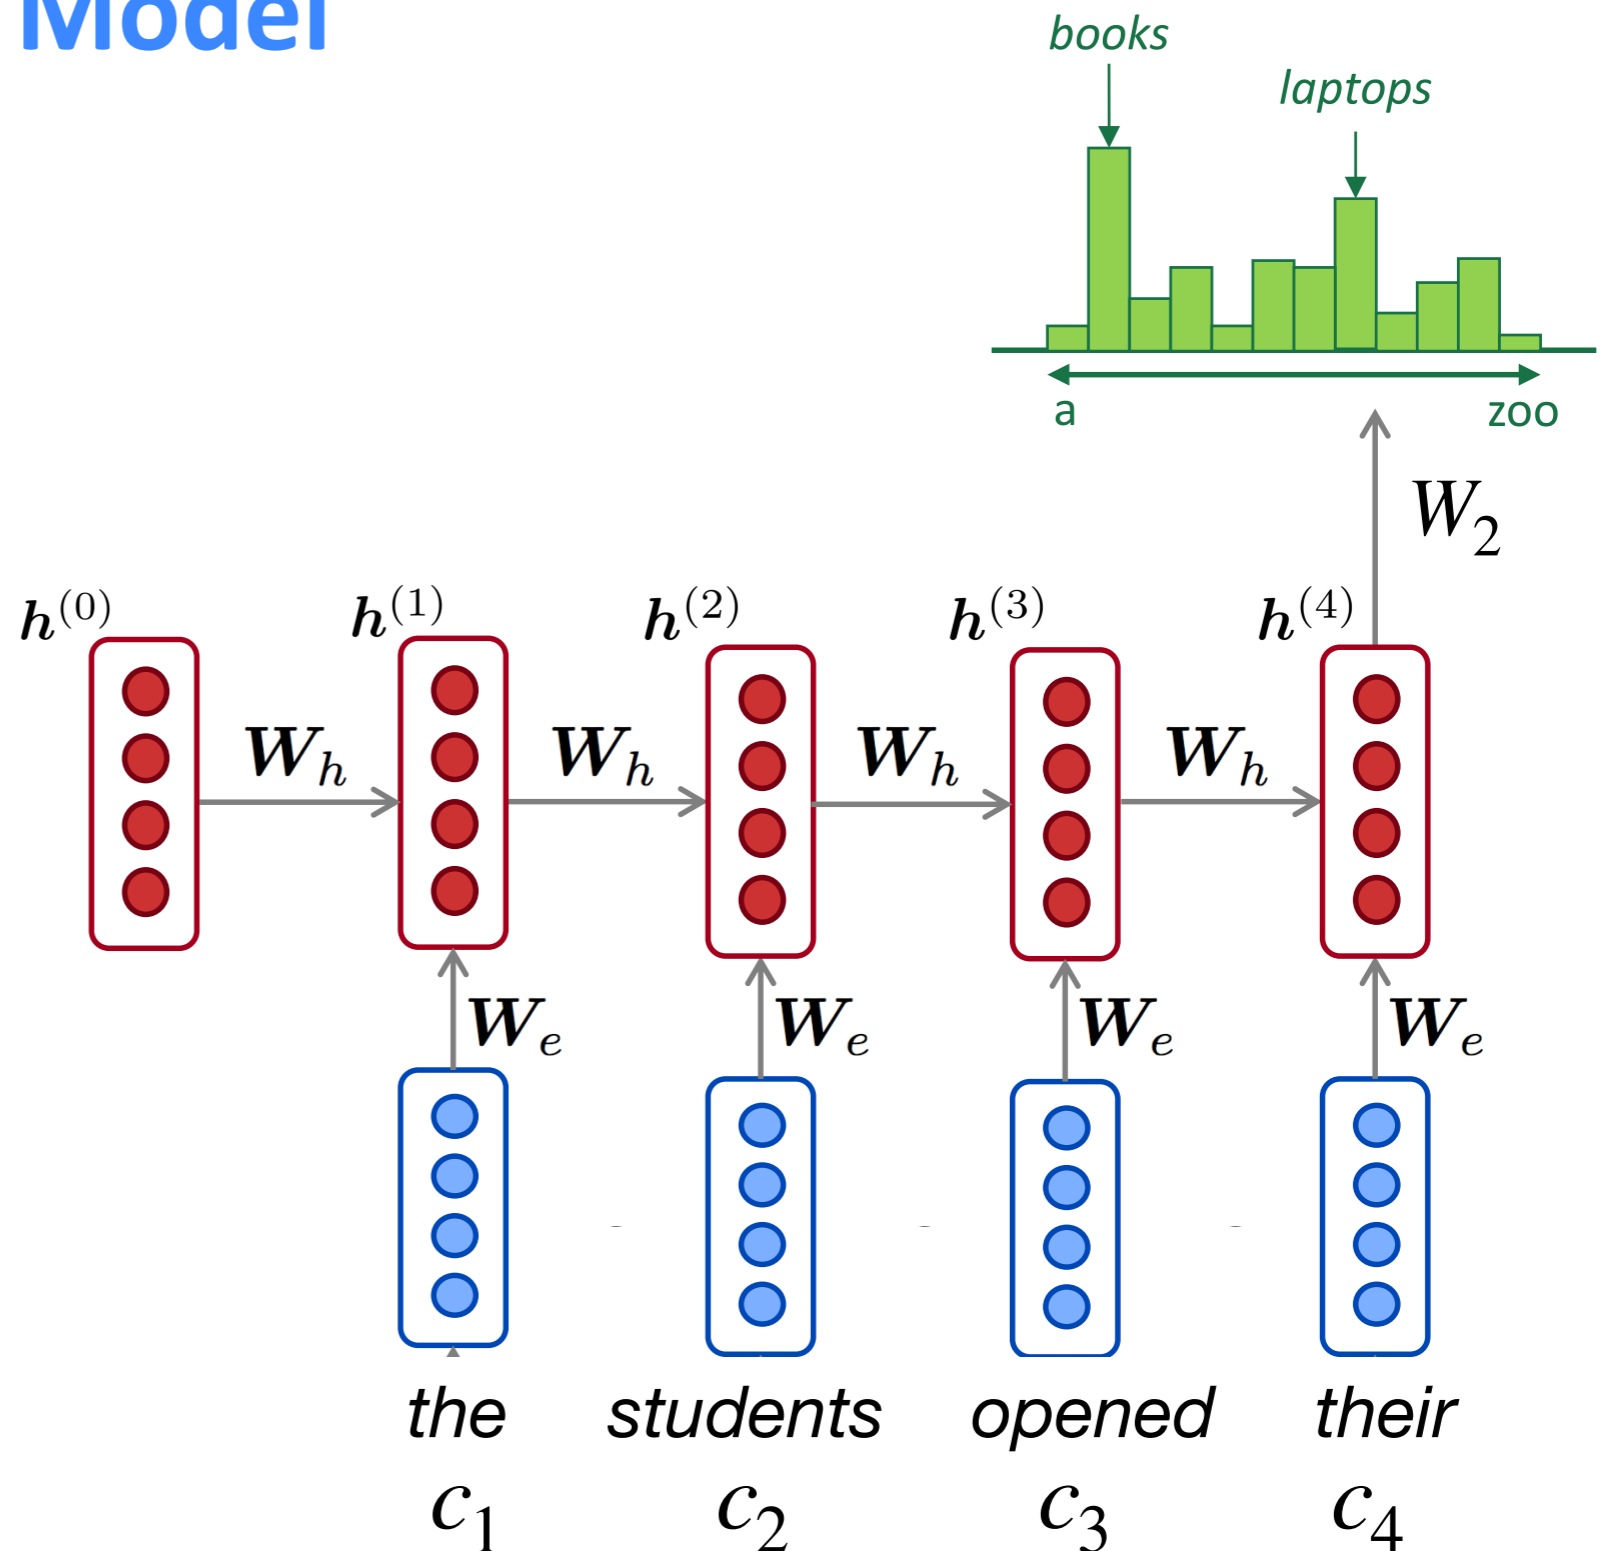 Model
books
laptops
a zoo
W₂
h⁽⁰⁾ h⁽¹⁾ h⁽²⁾ h⁽³⁾ h⁽⁴⁾
Wₕ Wₕ Wₕ Wₕ
Wₑ Wₑ Wₑ Wₑ
the students opened their
c₁ c₂ c₃ c₄